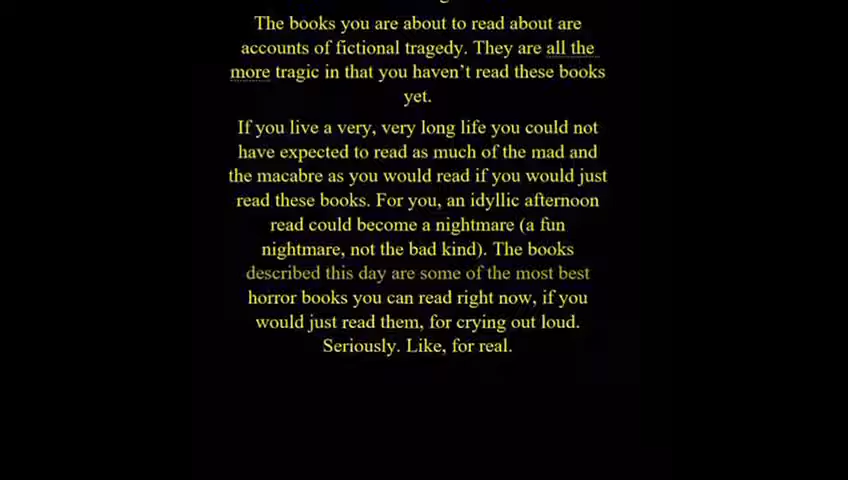 The books you are about to read about are
accounts of fictional tragedy. They are all the
more tragic in that you haven’t read these books
yet.
If you live a very, very long life you could not
have expected to read as much of the mad and
the macabre as you would read if you would just
read these books. For you, an idyllic afternoon
read could become a nightmare (a fun
nightmare, not the bad kind). The books
described this day are some of the most best
horror books you can read right now, if you
would just read them, for crying out loud.
Seriously. Like, for real.